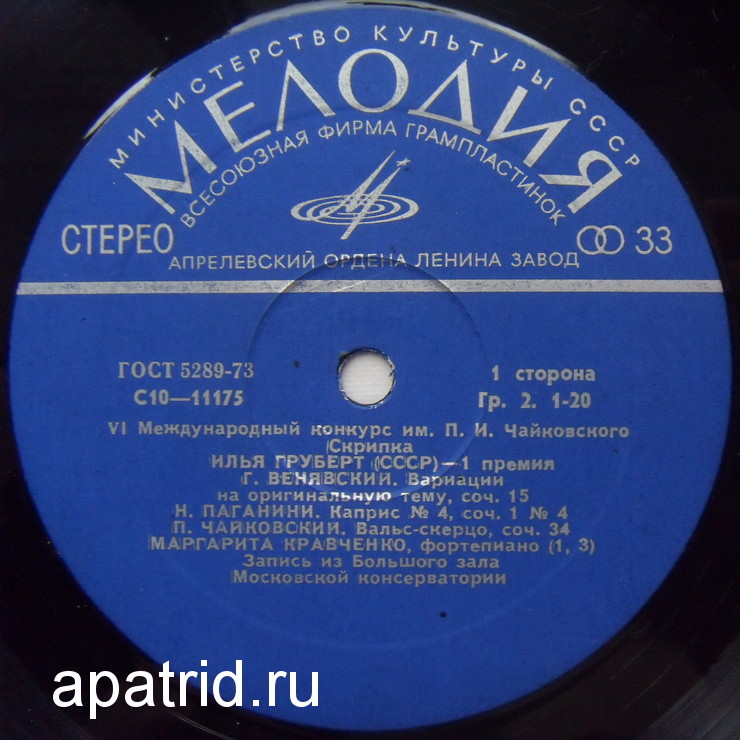 МИНИСТЕРСТВО КУЛЬТУРЫ СССР
МЕЛОДИЯ
ВСЕСОЮЗНАЯ ФИРМА ГРАМПЛАСТИНОК
СТЕРЕО 33
АПРЕЛЕВСКИЙ ОРДЕНА ЛЕНИНА ЗАВОД
ГОСТ 5289-73 1 сторона
С10—11175 Гр. 2. 1-20
VI Международный конкурс им. П. И. Чайковского
Скрипка
ИЛЬЯ ГРУБЕРТ (СССР)—1 премия
Г. ВЕНЯВСКИЙ. Вариации
на оригинальную тему, соч. 15
Н. ПАГАНИНИ. Каприс № 4, соч. 1 № 4
П. ЧАЙКОВСКИЙ. Вальс-скерцо, соч. 34
МАРГАРИТА КРАВЧЕНКО, фортепиано (1, 3)
Запись из Большого зала
Московской консерватории
apatrid.ru